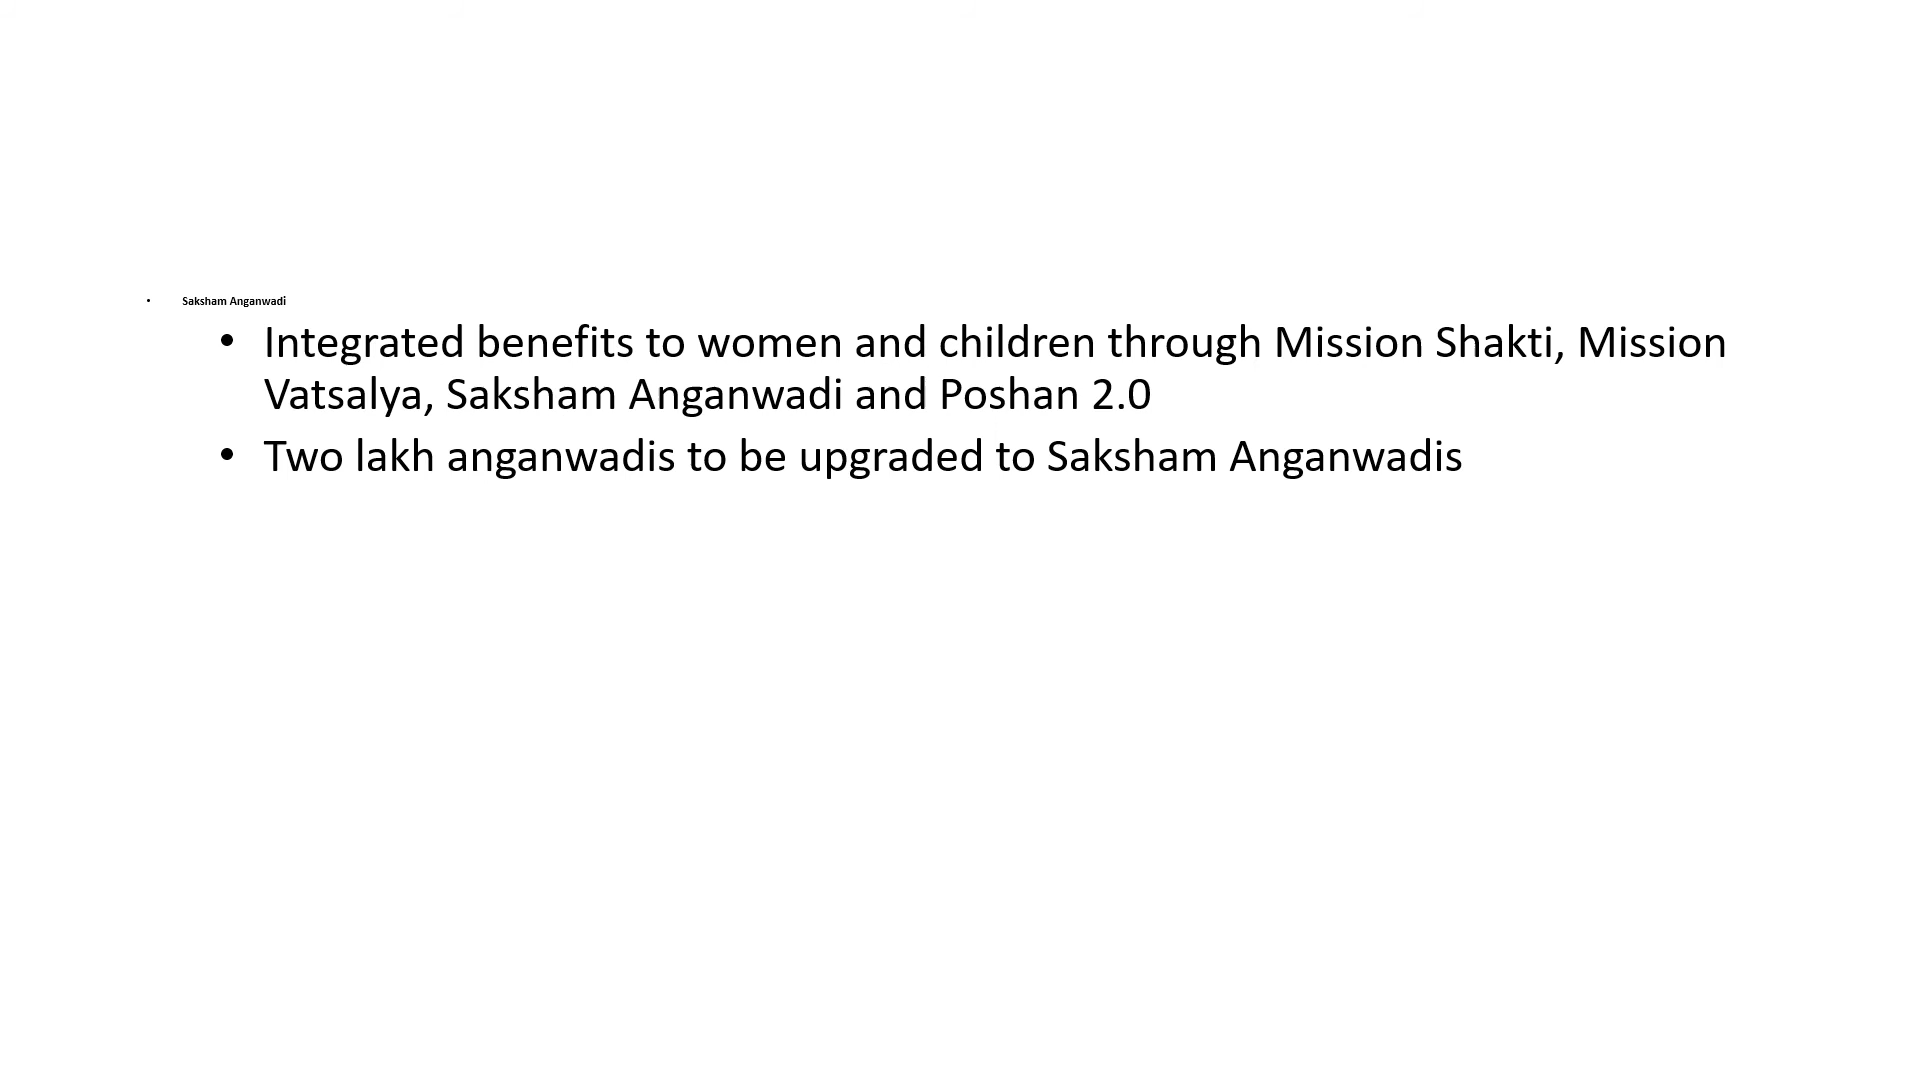 • Saksham Anganwadi
• Integrated benefits to women and children through Mission Shakti, Mission
Vatsalya, Saksham Anganwadi and Poshan 2.0
• Two lakh anganwadis to be upgraded to Saksham Anganwadis